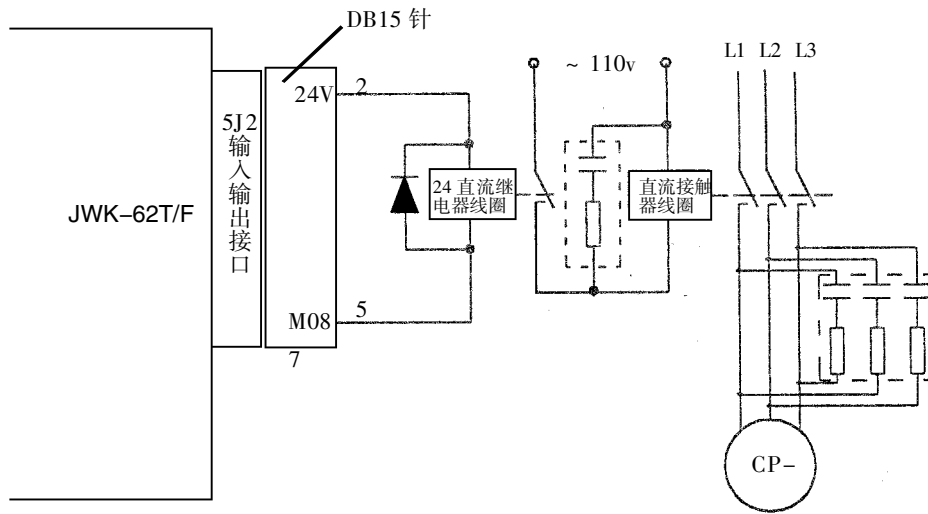 DB15 针
24V
2
5J2
输入输出接口
JWK-62T/F
M08
5
7
24 直流继
电器线圈
~ 110v
直流接触
器线圈
L1 L2 L3
CP-